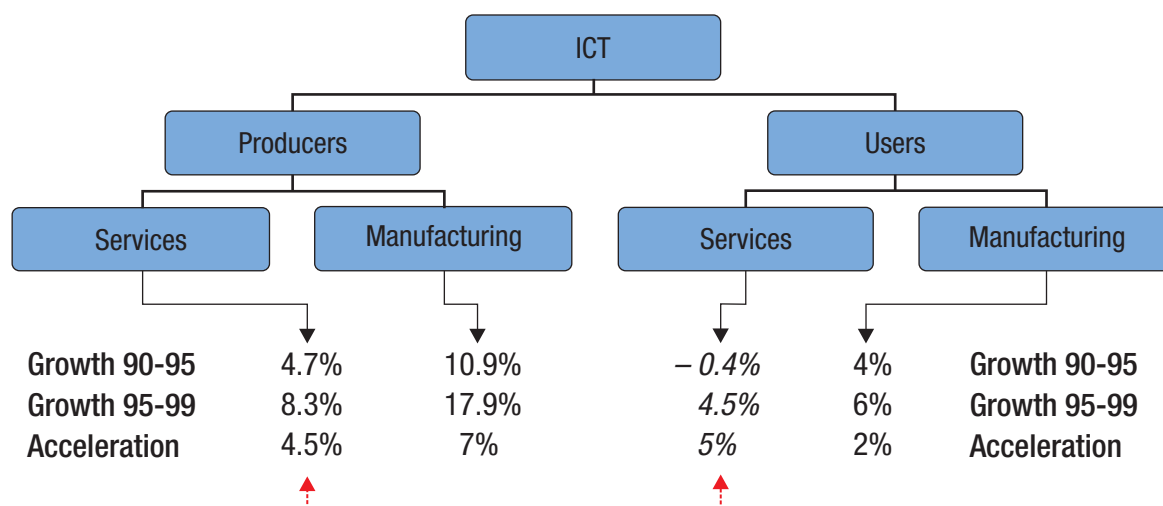 ICT
Producers Users
Services Manufacturing Services Manufacturing
Growth 90-95 4.7% 10.9% – 0.4% 4% Growth 90-95
Growth 95-99 8.3% 17.9% 4.5% 6% Growth 95-99
Acceleration 4.5% 7% 5% 2% Acceleration